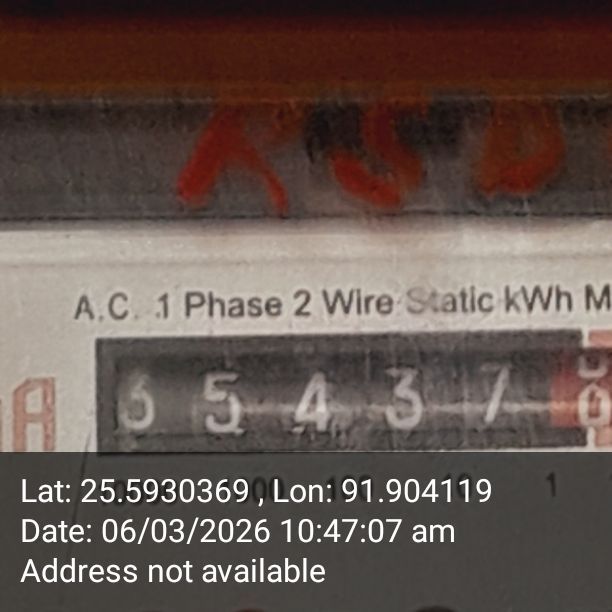 A.C. 1 Phase 2 Wire Static kWh M
5 4 3 7
1
Lat: 25.5930369 , Lon: 91.904119
Date: 06/03/2026 10:47:07 am
Address not available